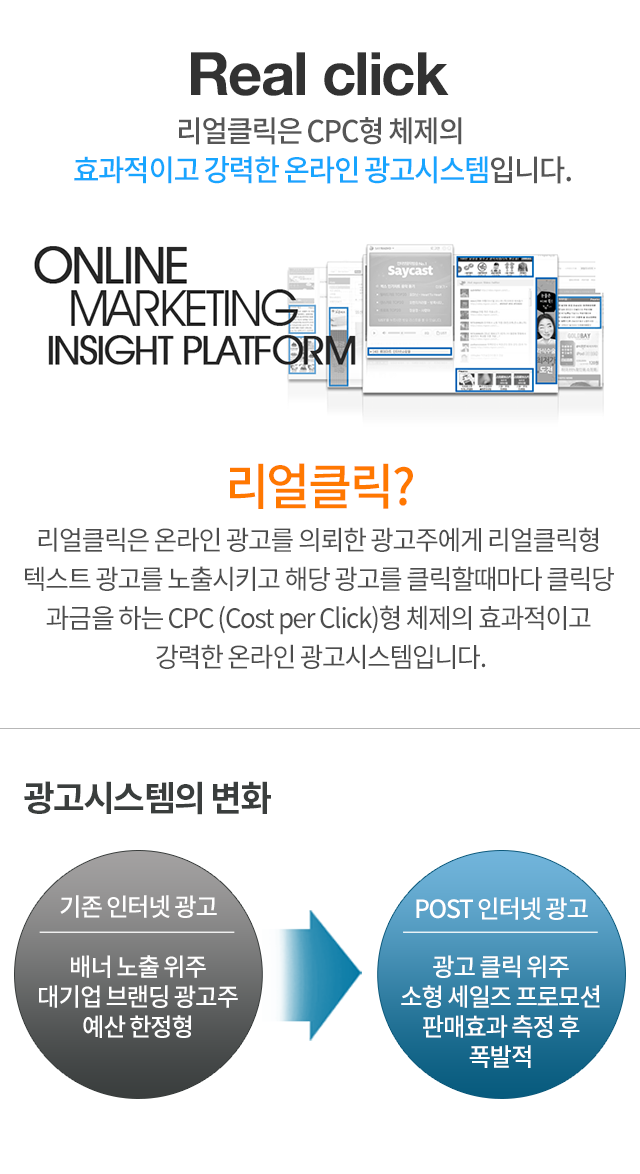 Real click
리얼클릭은 CPC형 체제의
효과적이고 강력한 온라인 광고시스템입니다.
ONLINE
MARKETING
INSIGHT PLATFORM
Saycast
도전
리얼클릭?
리얼클릭은 온라인 광고를 의뢰한 광고주에게 리얼클릭형
텍스트 광고를 노출시키고 해당 광고를 클릭할때마다 클릭당
과금을 하는 CPC (Cost per Click)형 체제의 효과적이고
강력한 온라인 광고시스템입니다.
광고시스템의 변화
기존 인터넷 광고
배너 노출 위주
대기업 브랜딩 광고주
예산 한정형
POST 인터넷 광고
광고 클릭 위주
소형 세일즈 프로모션
판매효과 측정 후
폭발적